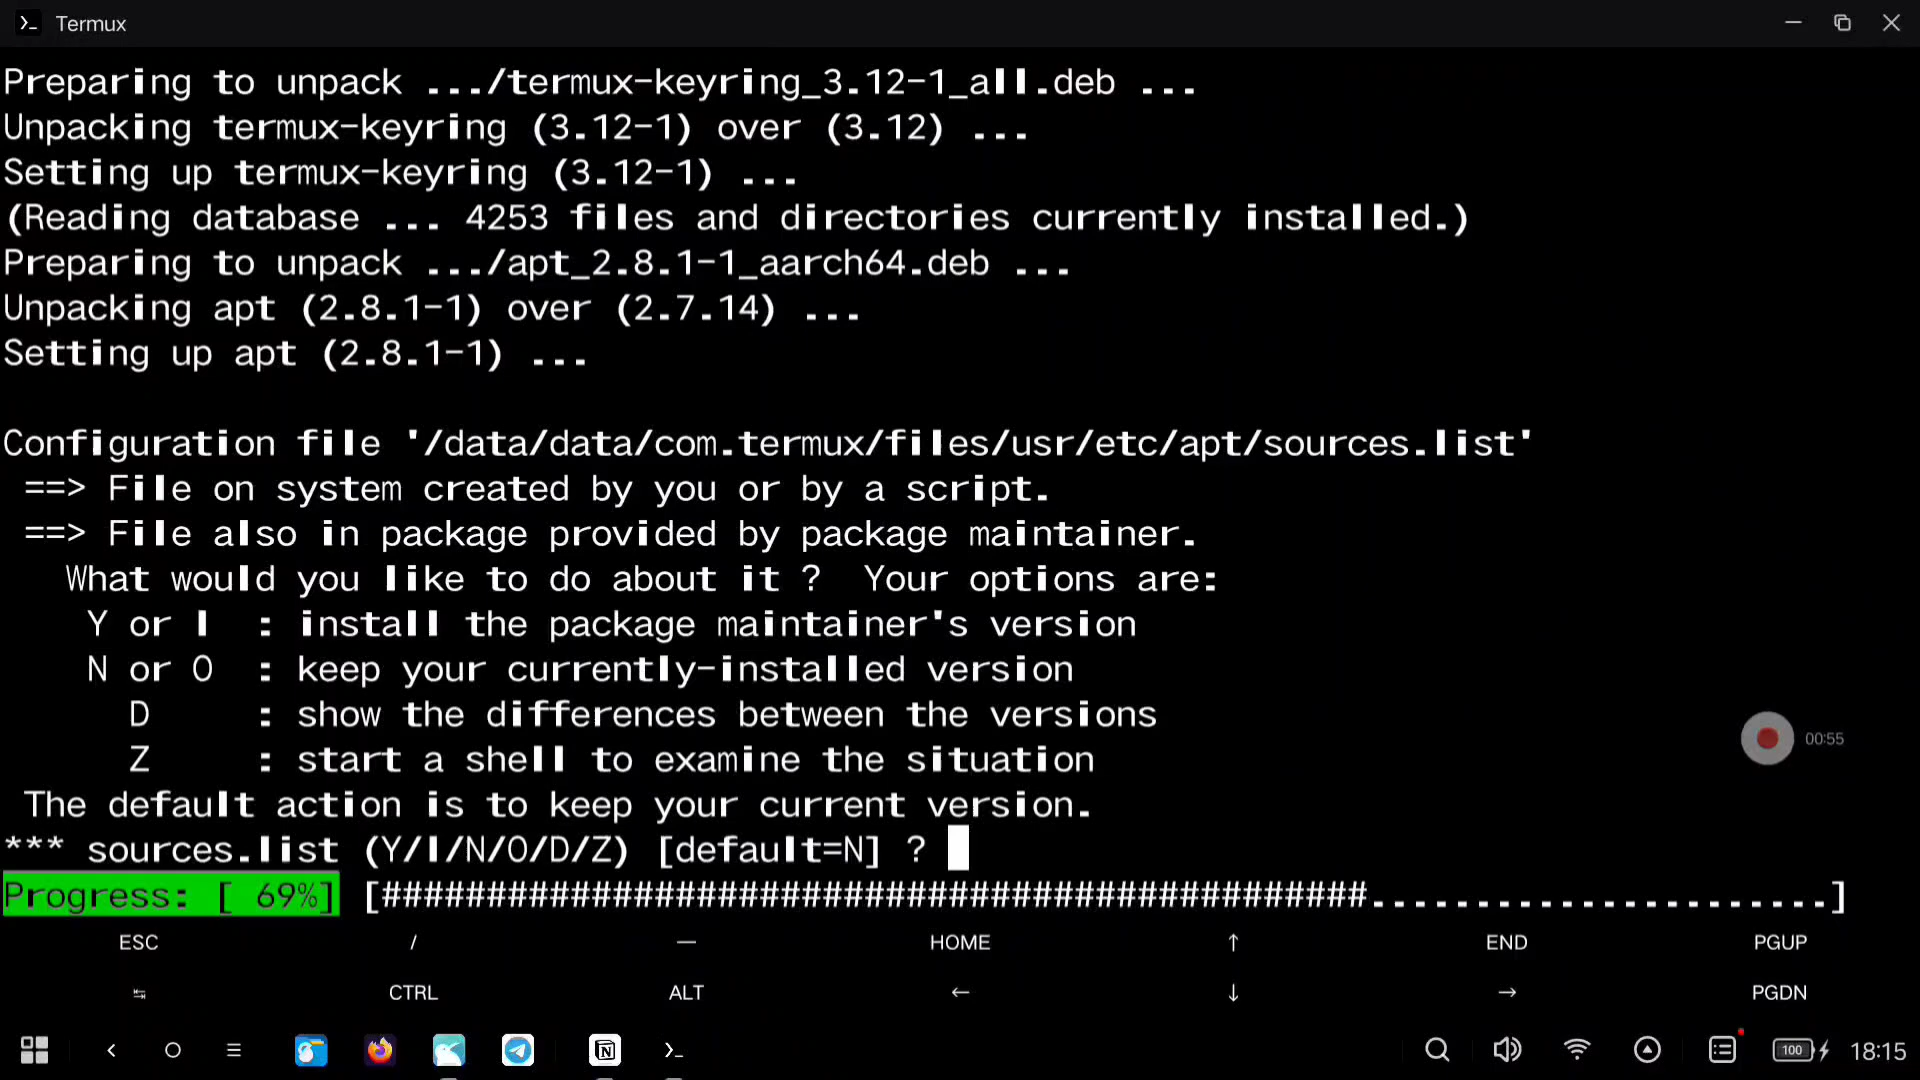 Termux
Preparing to unpack .../termux-keyring_3.12-1_all.deb ...
Unpacking termux-keyring (3.12-1) over (3.12) ...
Setting up termux-keyring (3.12-1) ...
(Reading database ... 4253 files and directories currently installed.)
Preparing to unpack .../apt_2.8.1-1_aarch64.deb ...
Unpacking apt (2.8.1-1) over (2.7.14) ...
Setting up apt (2.8.1-1) ...
Configuration file '/data/data/com.termux/files/usr/etc/apt/sources.list'
==> File on system created by you or by a script.
==> File also in package provided by package maintainer.
What would you like to do about it ?  Your options are:
Y or I  : install the package maintainer's version
N or O  : keep your currently-installed version
D     : show the differences between the versions
Z     : start a shell to examine the situation
The default action is to keep your current version.
*** sources.list (Y/I/N/O/D/Z) [default=N] ?
00:55
Progress: [ 69%] [###############################################......................]
ESC / — HOME ↑ END PGUP
↹ CTRL ALT ← ↓ → PGDN
100 18:15